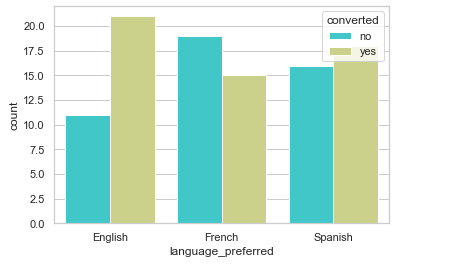 converted
no
yes
20.0
17.5
15.0
12.5
10.0
7.5
5.0
2.5
0.0
count
English French Spanish
language_preferred